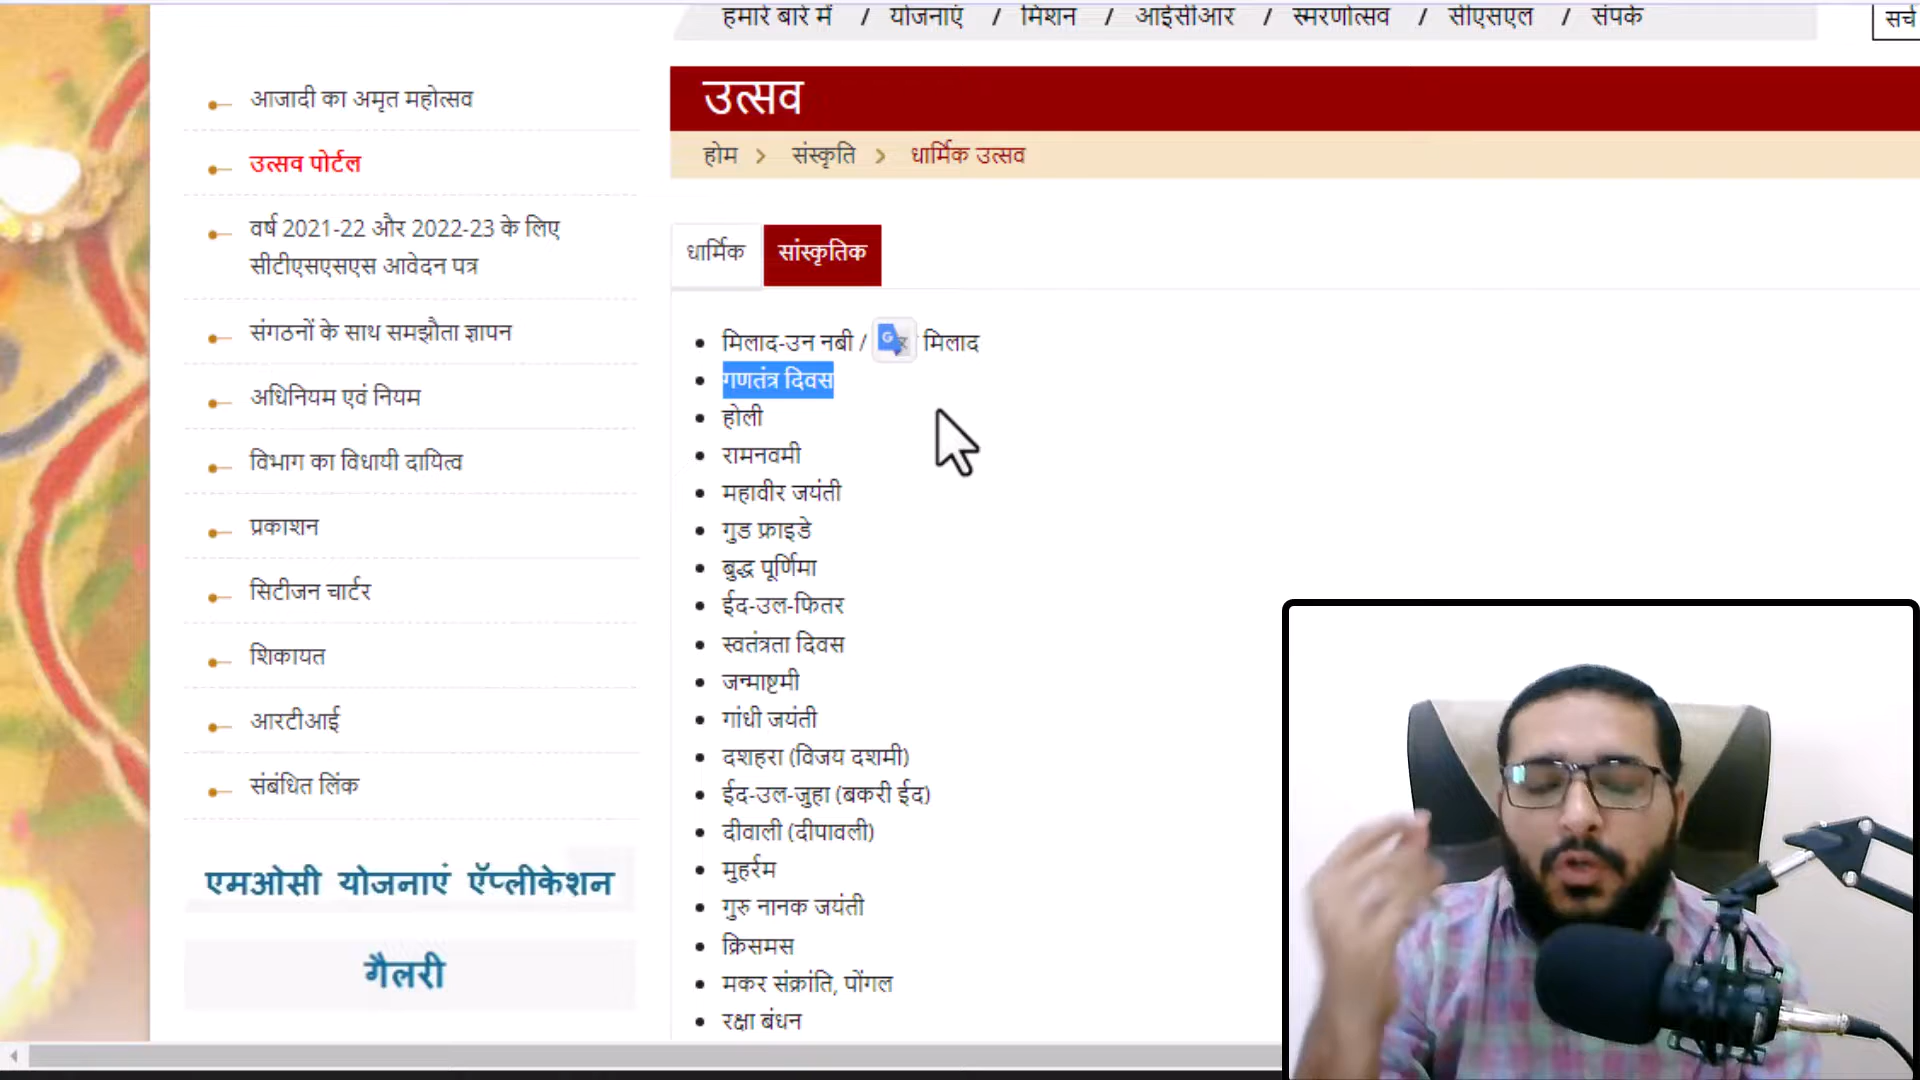 हमारे बारे में / योजनाएं / मिशन / आईसीआर / स्मरणोत्सव / सीएसएल / संपर्क
सर्च
आजादी का अमृत महोत्सव
उत्सव पोर्टल
वर्ष 2021-22 और 2022-23 के लिए
सीटीएसएसएस आवेदन पत्र
संगठनों के साथ समझौता ज्ञापन
अधिनियम एवं नियम
विभाग का विधायी दायित्व
प्रकाशन
सिटीजन चार्टर
शिकायत
आरटीआई
संबंधित लिंक
एमओसी योजनाएं ऍप्लीकेशन
गैलरी
उत्सव
होम > संस्कृति > धार्मिक उत्सव
धार्मिक सांस्कृतिक
मिलाद-उन नबी / मिलाद
गणतंत्र दिवस
होली
रामनवमी
महावीर जयंती
गुड फ्राइडे
बुद्ध पूर्णिमा
ईद-उल-फितर
स्वतंत्रता दिवस
जन्माष्टमी
गांधी जयंती
दशहरा (विजय दशमी)
ईद-उल-जुहा (बकरी ईद)
दीवाली (दीपावली)
मुहर्रम
गुरु नानक जयंती
क्रिसमस
मकर संक्रांति, पोंगल
रक्षा बंधन